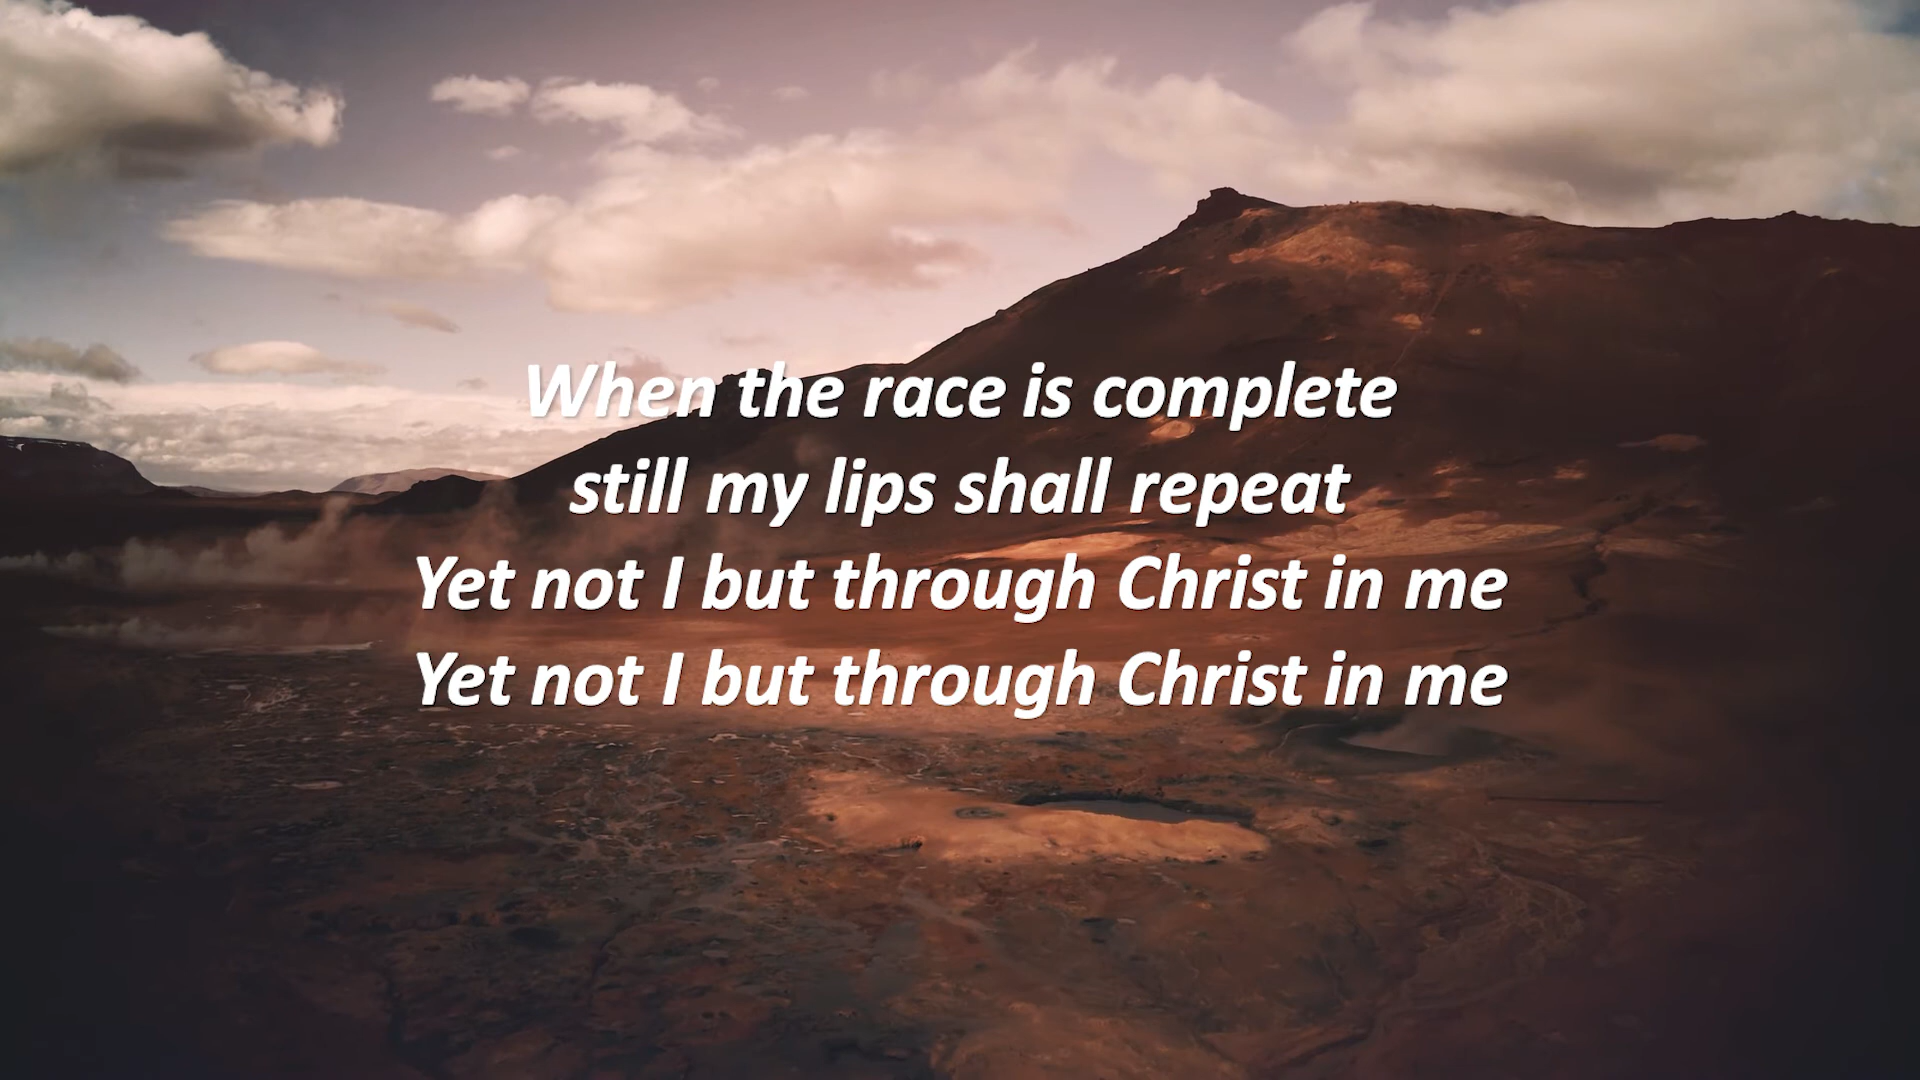 When the race is complete
still my lips shall repeat
Yet not I but through Christ in me
Yet not I but through Christ in me